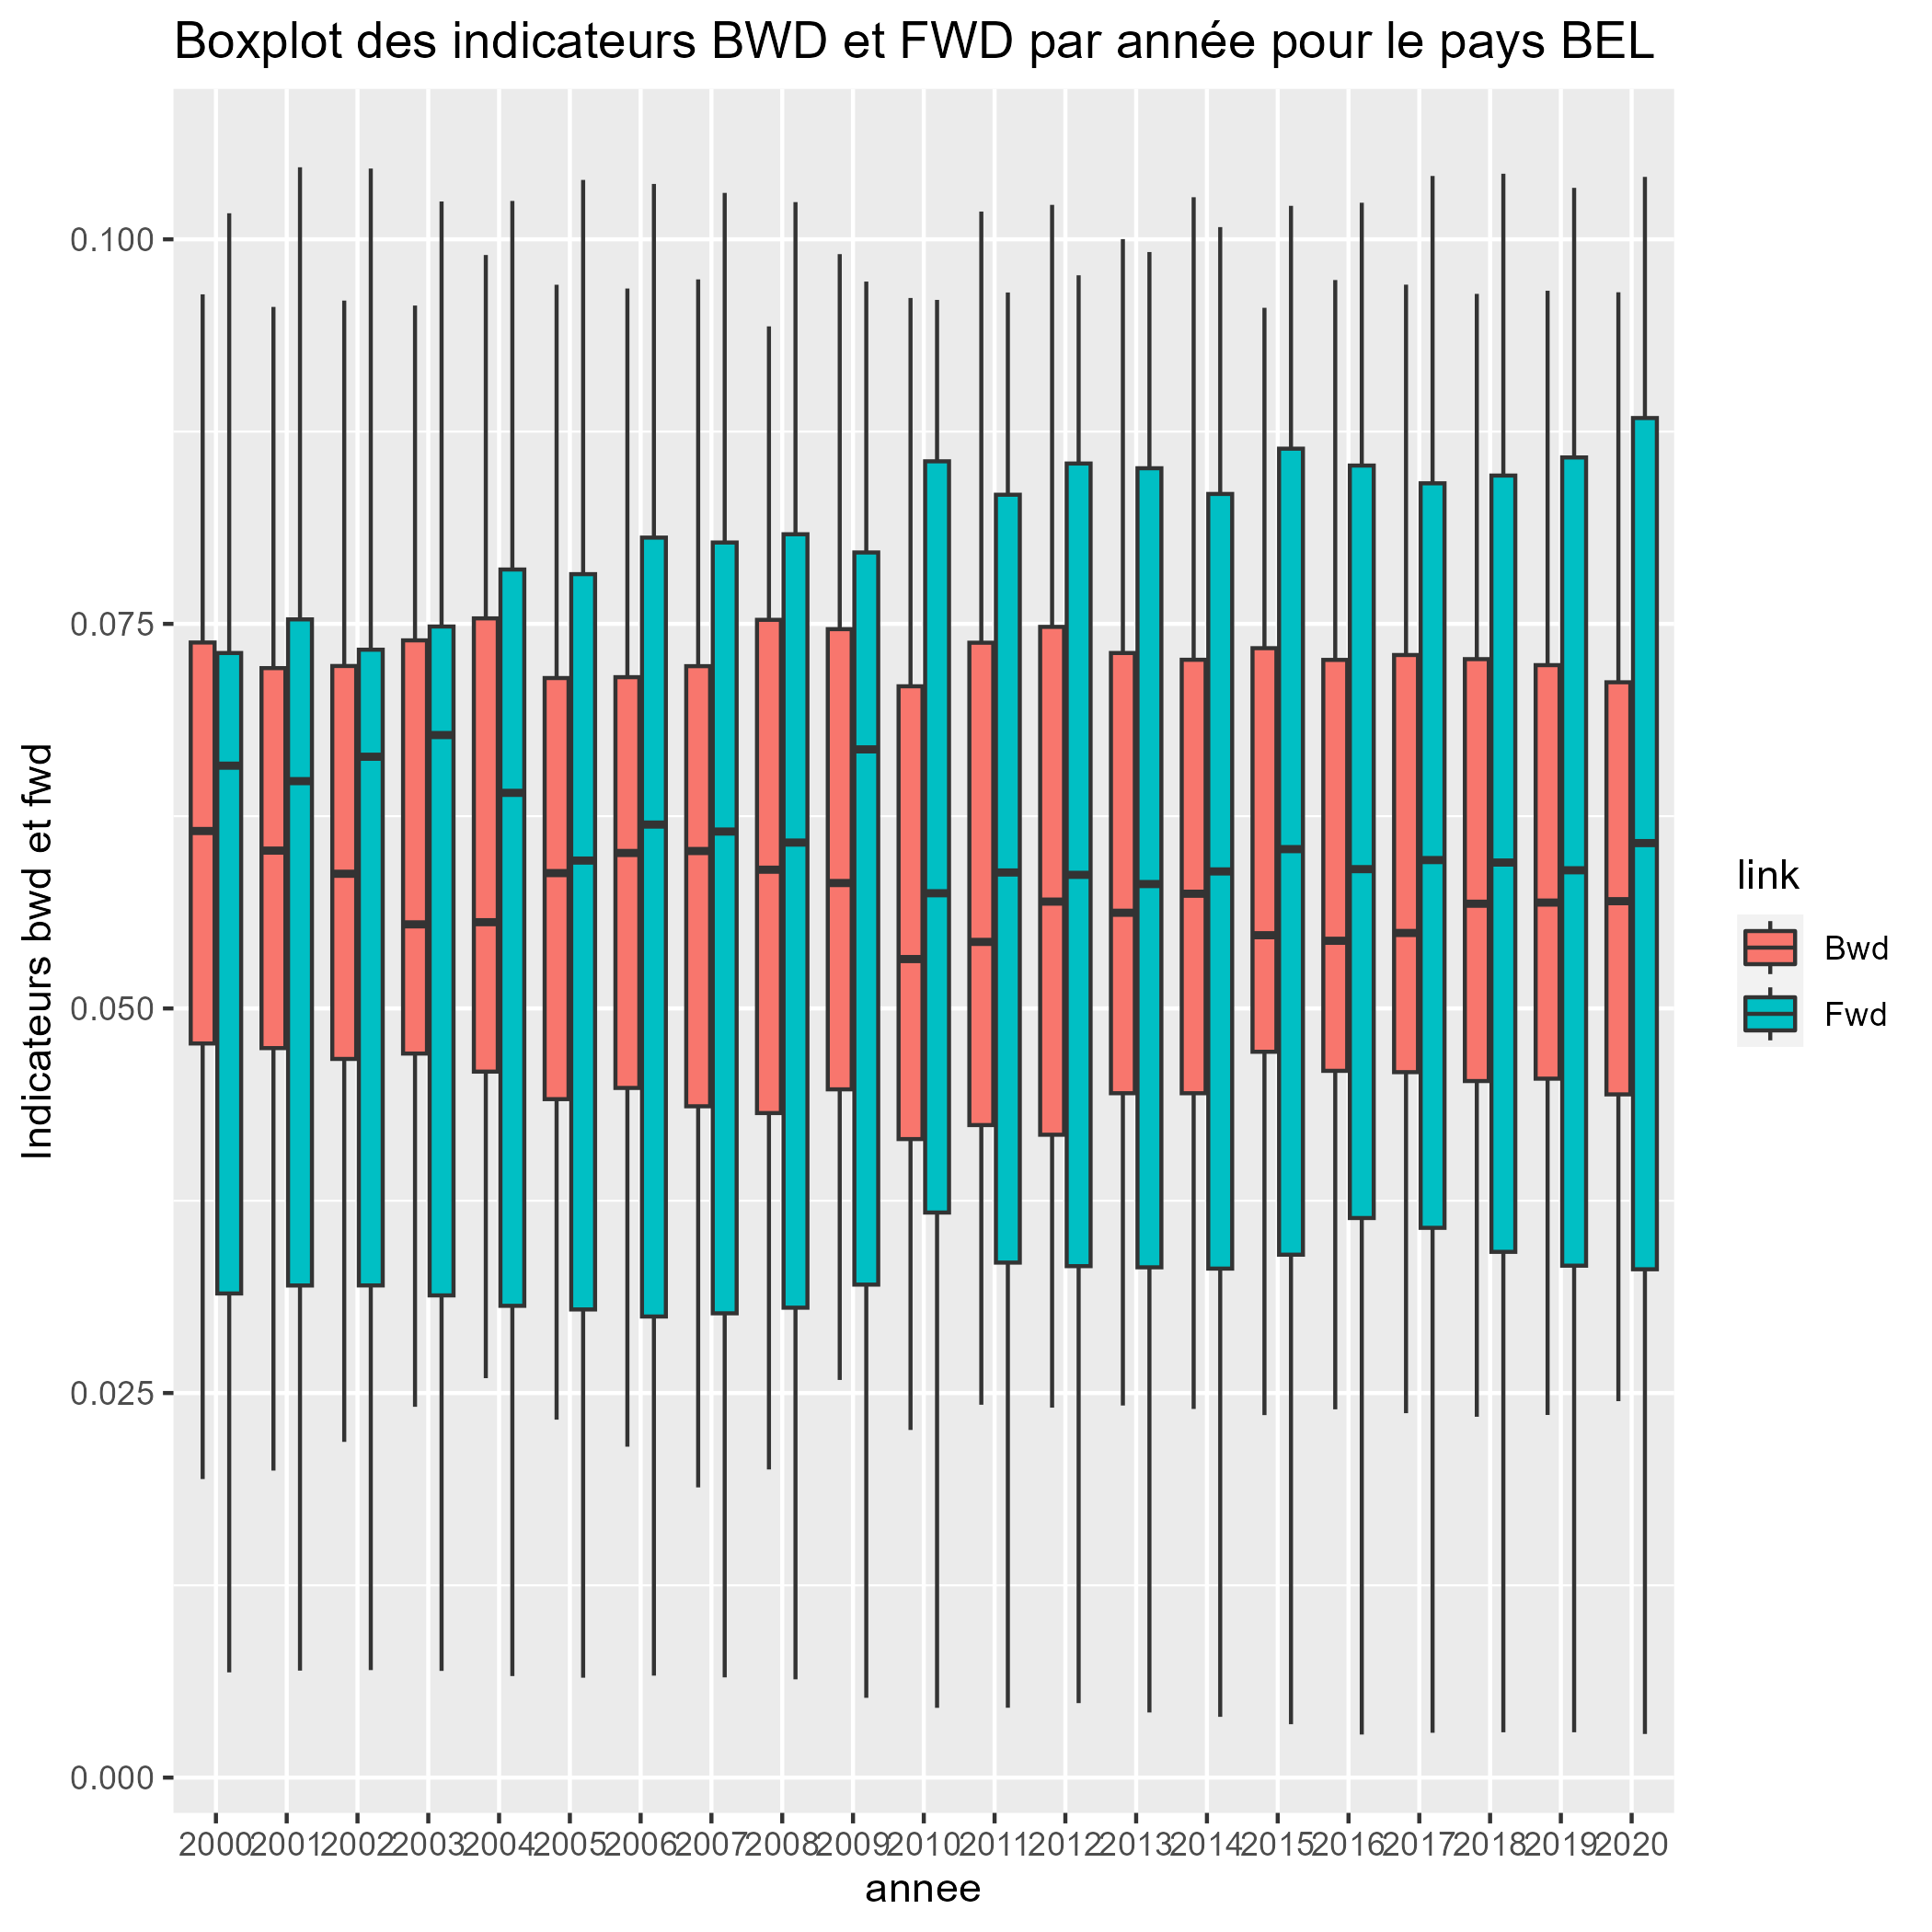 Boxplot des indicateurs BWD et FWD par année pour le pays BEL
Indicateurs bwd et fwd
0.100
0.075
0.050
0.025
0.000
2000 2001 2002 2003 2004 2005 2006 2007 2008 2009 2010 2011 2012 2013 2014 2015 2016 2017 2018 2019 2020
annee
link
Bwd
Fwd